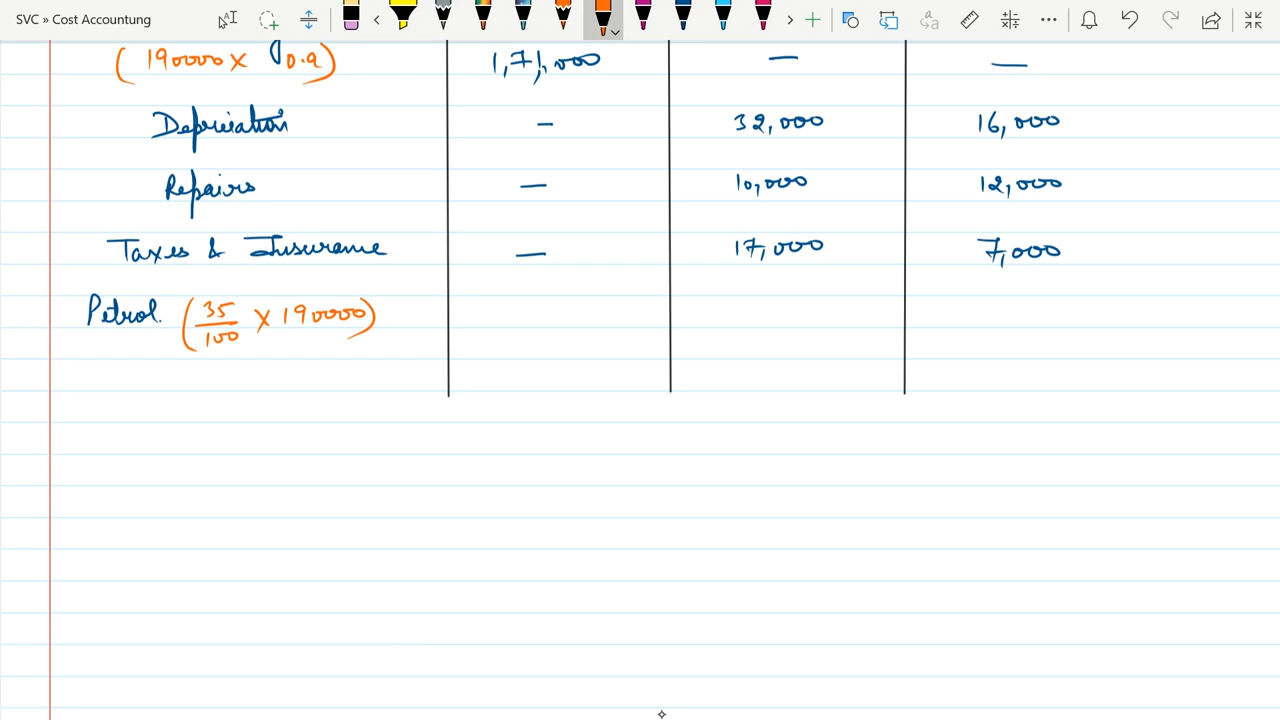 SVC » Cost Accountung
(190000 x 0.9) 1,71,000 — —
Depreciation - 32,000 16,000
Repairs — 10,000 12,000
Taxes & Insurance — 17,000 7,000
Petrol. (35/100 x 190000)